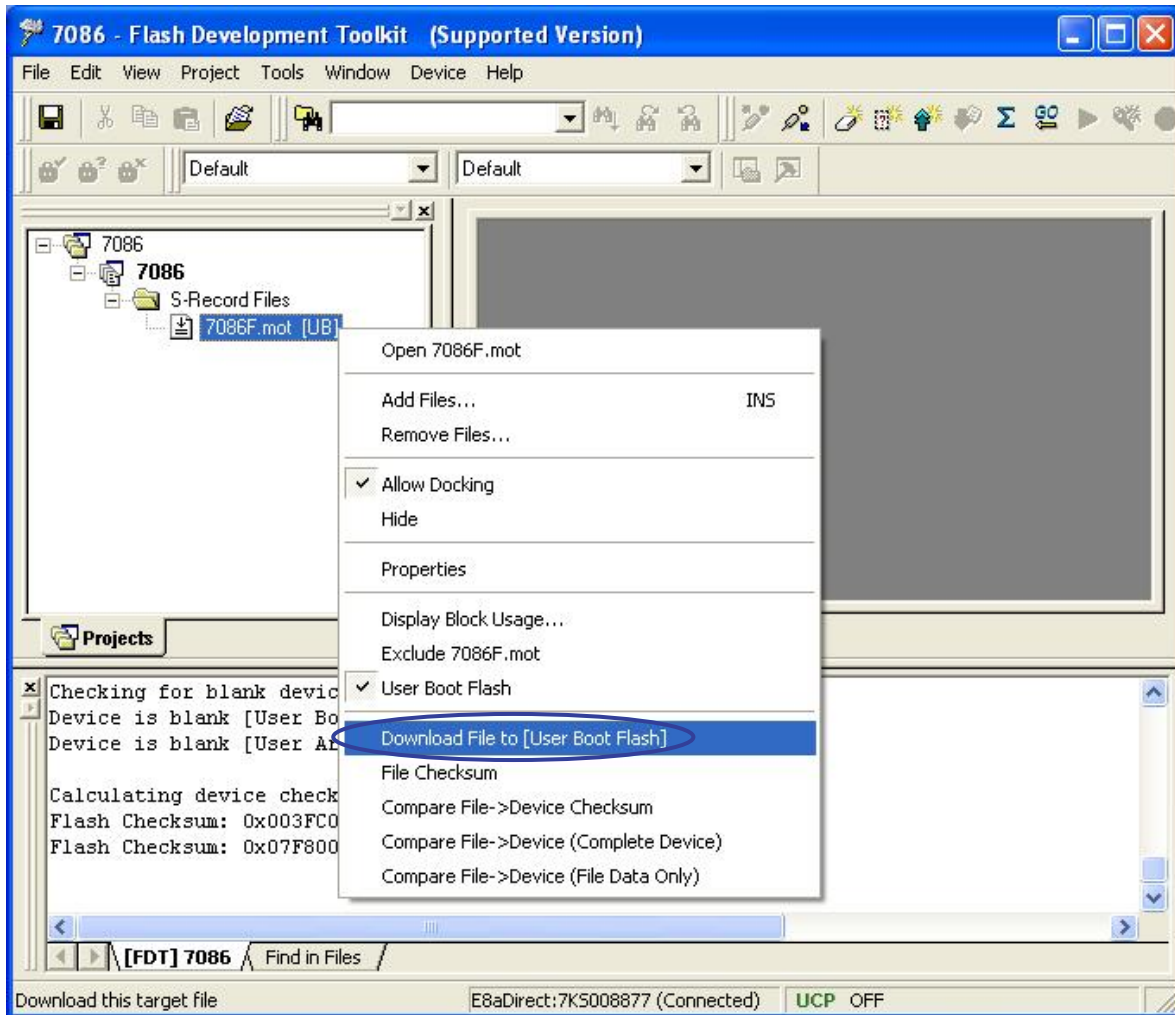 7086 - Flash Development Toolkit (Supported Version)
File Edit View Project Tools Window Device Help
GO
Default Default
7086
7086
S-Record Files
7086F.mot [UB]
Open 7086F.mot
Add Files... INS
Remove Files...
Allow Docking
Hide
Properties
Display Block Usage...
Exclude 7086F.mot
User Boot Flash
Download File to [User Boot Flash]
File Checksum
Compare File->Device Checksum
Compare File->Device (Complete Device)
Compare File->Device (File Data Only)
Projects
Checking for blank devic
Device is blank [User Bo
Device is blank [User Ar
Calculating device check
Flash Checksum: 0x003FC0
Flash Checksum: 0x07F800
[FDT] 7086 Find in Files
Download this target file E8aDirect:7KS008877 (Connected) UCP OFF